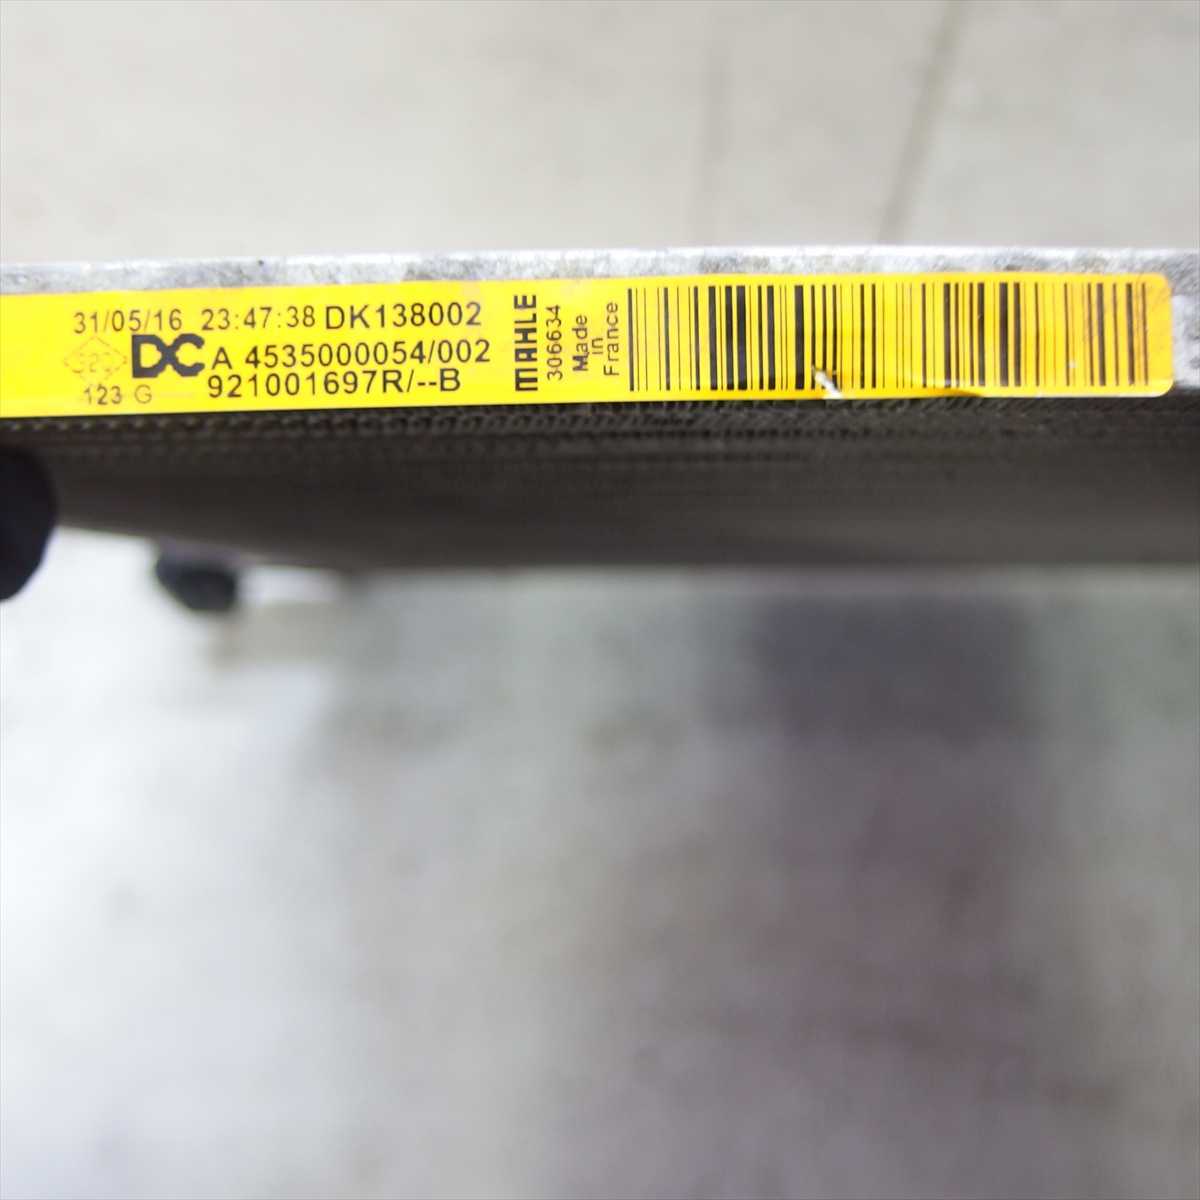 31/05/16 23:47:38 DK138002
DC A 4535000054/002
123 G 921001697R/--B
MAHLE
306634
Made
in
France